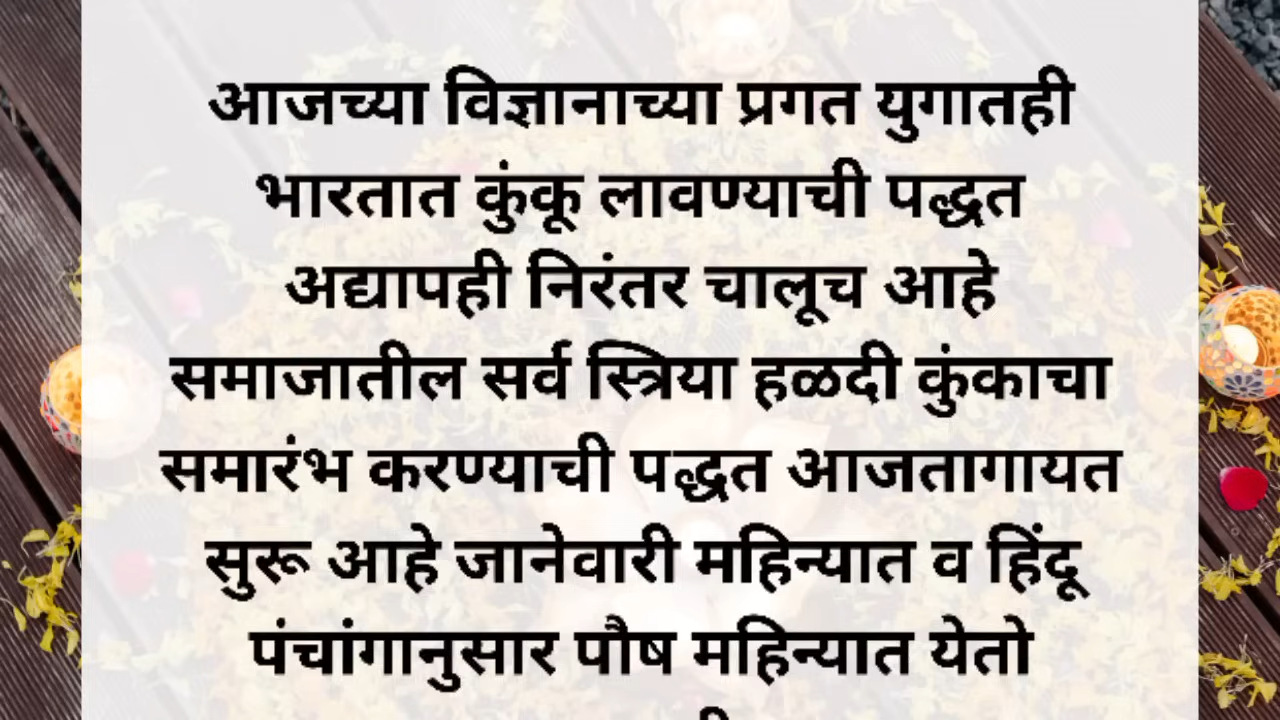 आजच्या विज्ञानाच्या प्रगत युगातही
भारतात कुंकू लावण्याची पद्धत
अद्यापही निरंतर चालूच आहे
समाजातील सर्व स्त्रिया हळदी कुंकाचा
समारंभ करण्याची पद्धत आजतागायत
सुरू आहे जानेवारी महिन्यात व हिंदू
पंचांगानुसार पौष महिन्यात येतो